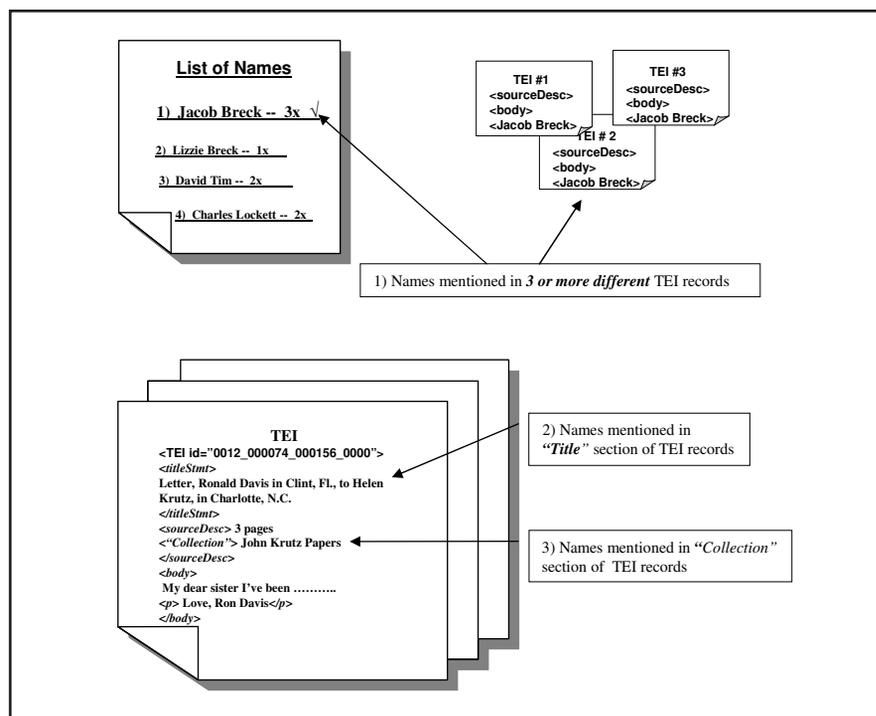 List of Names
1) Jacob Breck -- 3x √
2) Lizzie Breck -- 1x
3) David Tim -- 2x
4) Charles Lockett -- 2x
TEI #1
<sourceDesc>
<body>
<Jacob Breck>
TEI #3
<sourceDesc>
<body>
<Jacob Breck>
TEI # 2
<sourceDesc>
<body>
<Jacob Breck>
1) Names mentioned in 3 or more different TEI records
TEI
<TEI id="0012_000074_000156_0000">
<titleStmt>
Letter, Ronald Davis in Clint, Fl., to Helen
Krutz, in Charlotte, N.C.
</titleStmt>
<sourceDesc> 3 pages
<“Collection”> John Krutz Papers
</sourceDesc>
<body>
My dear sister I’ve been ………..
<p> Love, Ron Davis</p>
</body>
2) Names mentioned in
“Title” section of TEI records
3) Names mentioned in “Collection”
section of TEI records